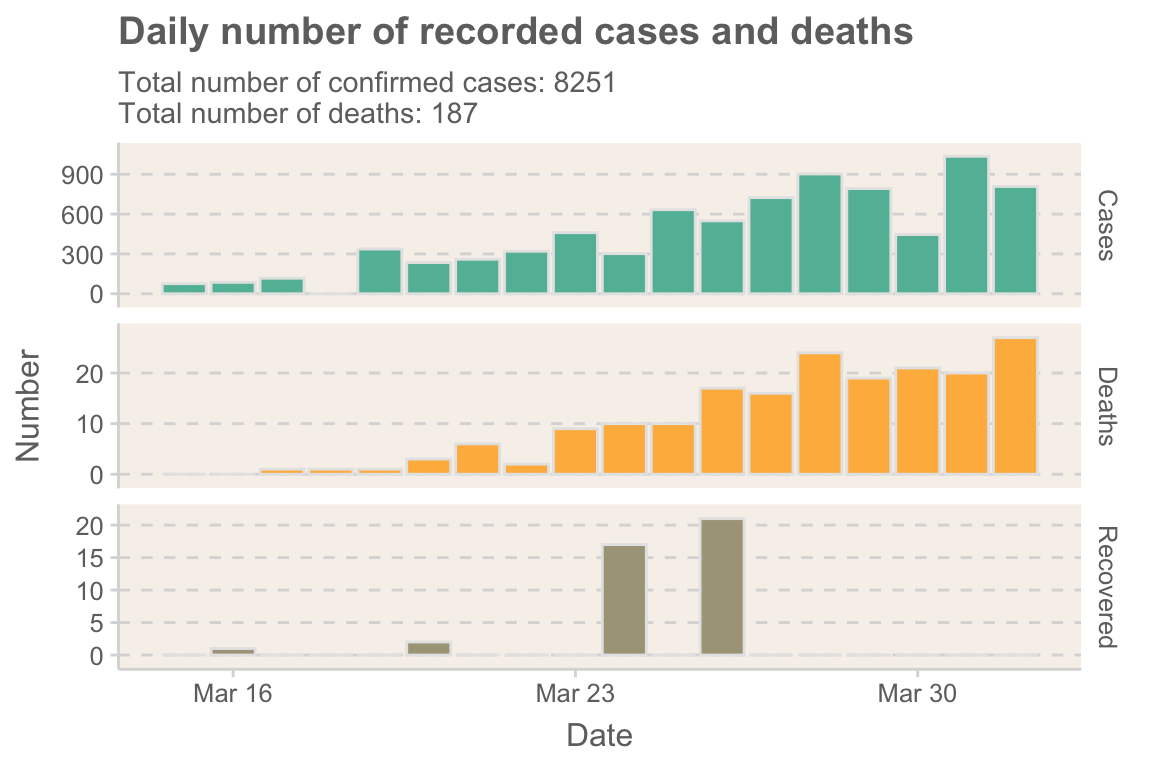 Daily number of recorded cases and deaths
Total number of confirmed cases: 8251
Total number of deaths: 187
900
600
300
0
Cases
20
10
0
Deaths
20
15
10
5
0
Recovered
Number
Mar 16
Mar 23
Mar 30
Date